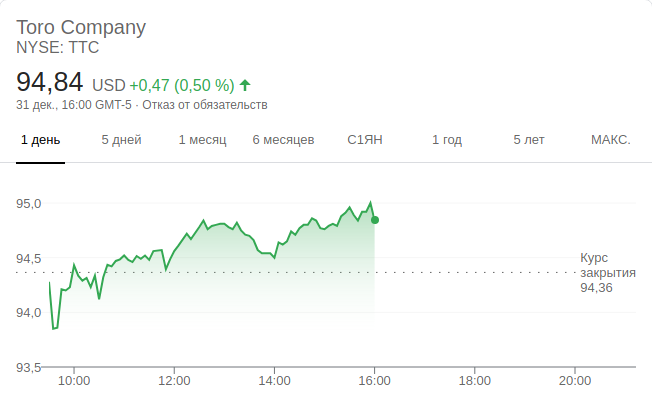 Toro Company
NYSE: TTC
94,84 USD +0,47 (0,50 %)
31 дек., 16:00 GMT-5 · Отказ от обязательств
1 день 5 дней 1 месяц 6 месяцев С1ЯН 1 год 5 лет МАКС.
95,0
94,5
94,0
93,5
Курс
закрытия
94,36
10:00 12:00 14:00 16:00 18:00 20:00